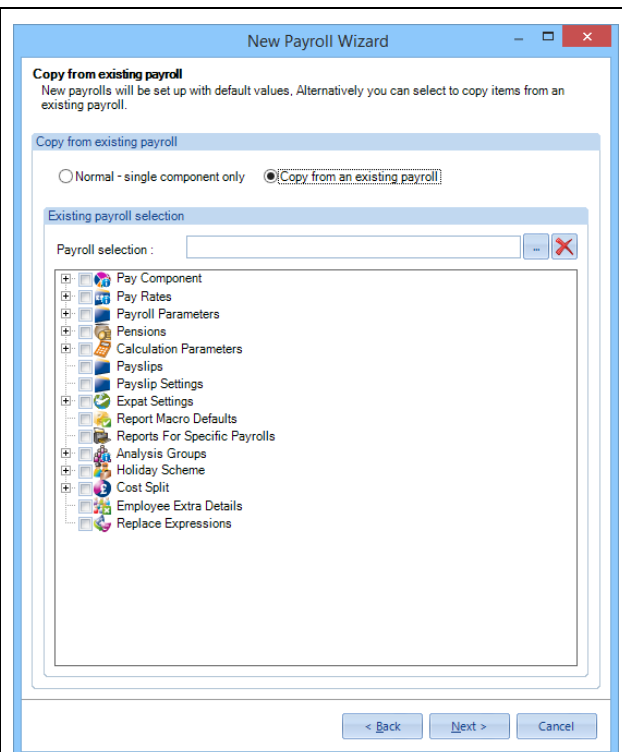 New Payroll Wizard
Copy from existing payroll
New payrolls will be set up with default values, Alternatively you can select to copy items from an
existing payroll.
Copy from existing payroll
Normal - single component only Copy from an existing payroll
Existing payroll selection
Payroll selection : ...
Pay Component
Pay Rates
Payroll Parameters
Pensions
Calculation Parameters
Payslips
Payslip Settings
Expat Settings
Report Macro Defaults
Reports For Specific Payrolls
Analysis Groups
Holiday Scheme
Cost Split
Employee Extra Details
Replace Expressions
< Back Next > Cancel